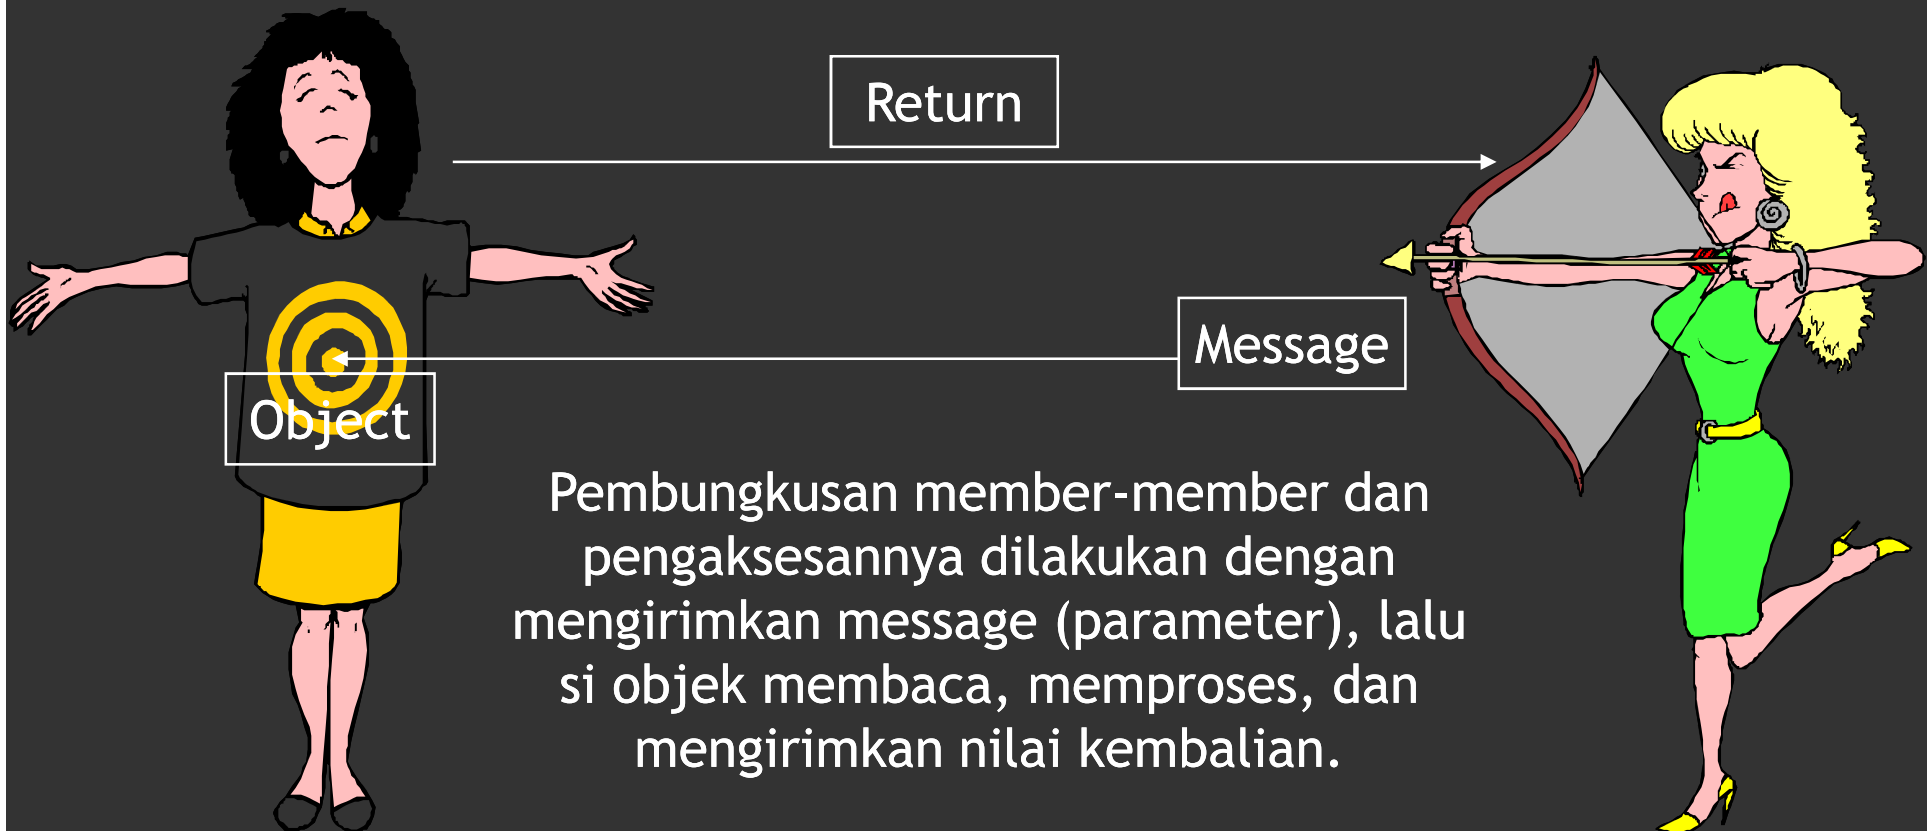 Return
Message
Object
Pembungkusan member-member dan
pengaksesannya dilakukan dengan
mengirimkan message (parameter), lalu
si objek membaca, memproses, dan
mengirimkan nilai kembalian.